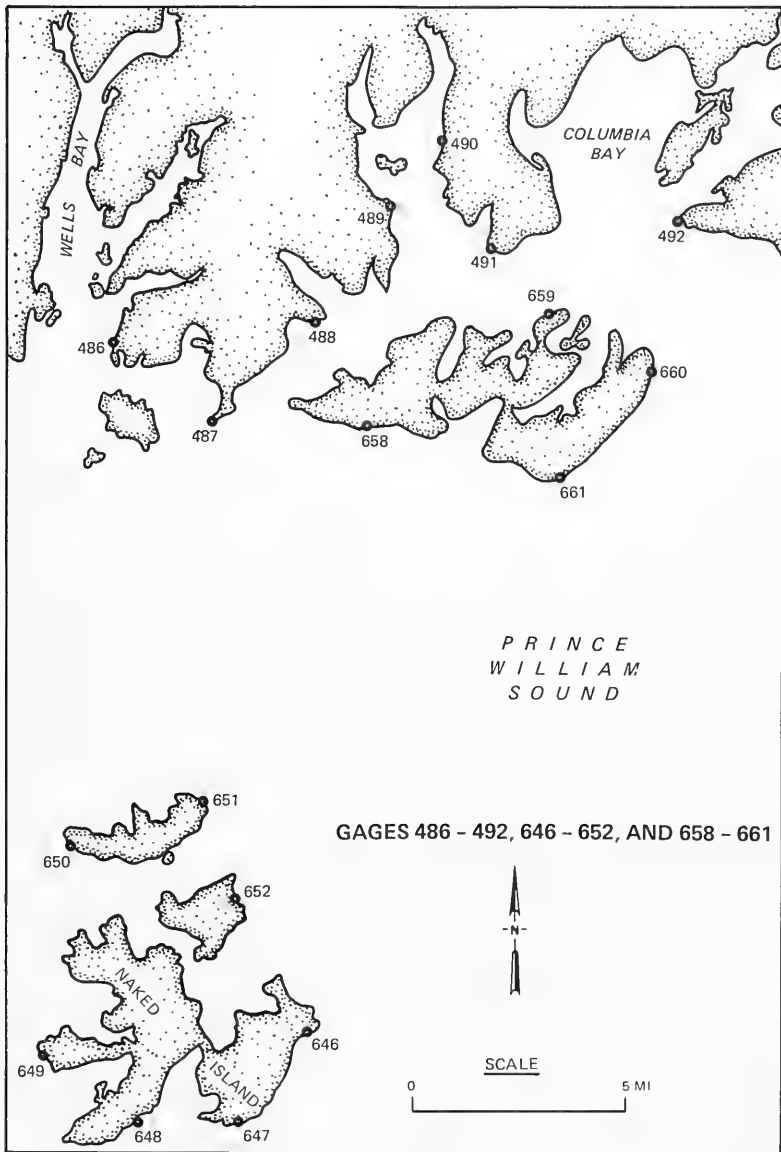 WELLS BAY
COLUMBIA
BAY
490
489
491
492
659
486
488
660
487
658
661
PRINCE
WILLIAM
SOUND
651
GAGES 486 – 492, 646 – 652, AND 658 – 661
650
652
-N-
NAKED ISLAND
646
649
SCALE
0 5 MI
648
647